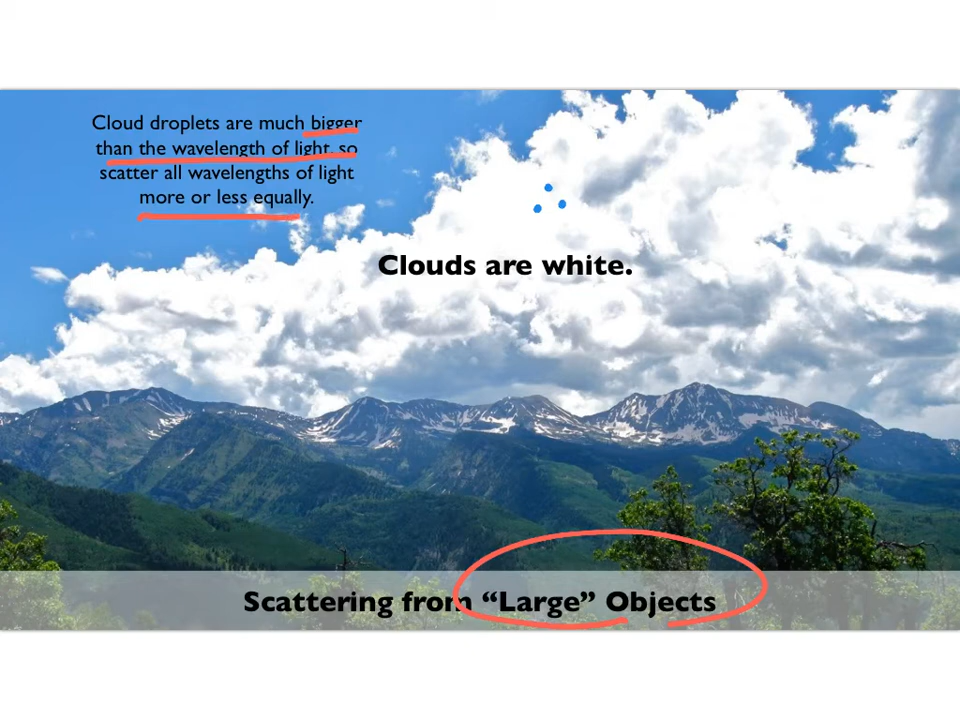 Cloud droplets are much bigger
than the wavelength of light, so
scatter all wavelengths of light
more or less equally.
Clouds are white.
Scattering from “Large” Objects